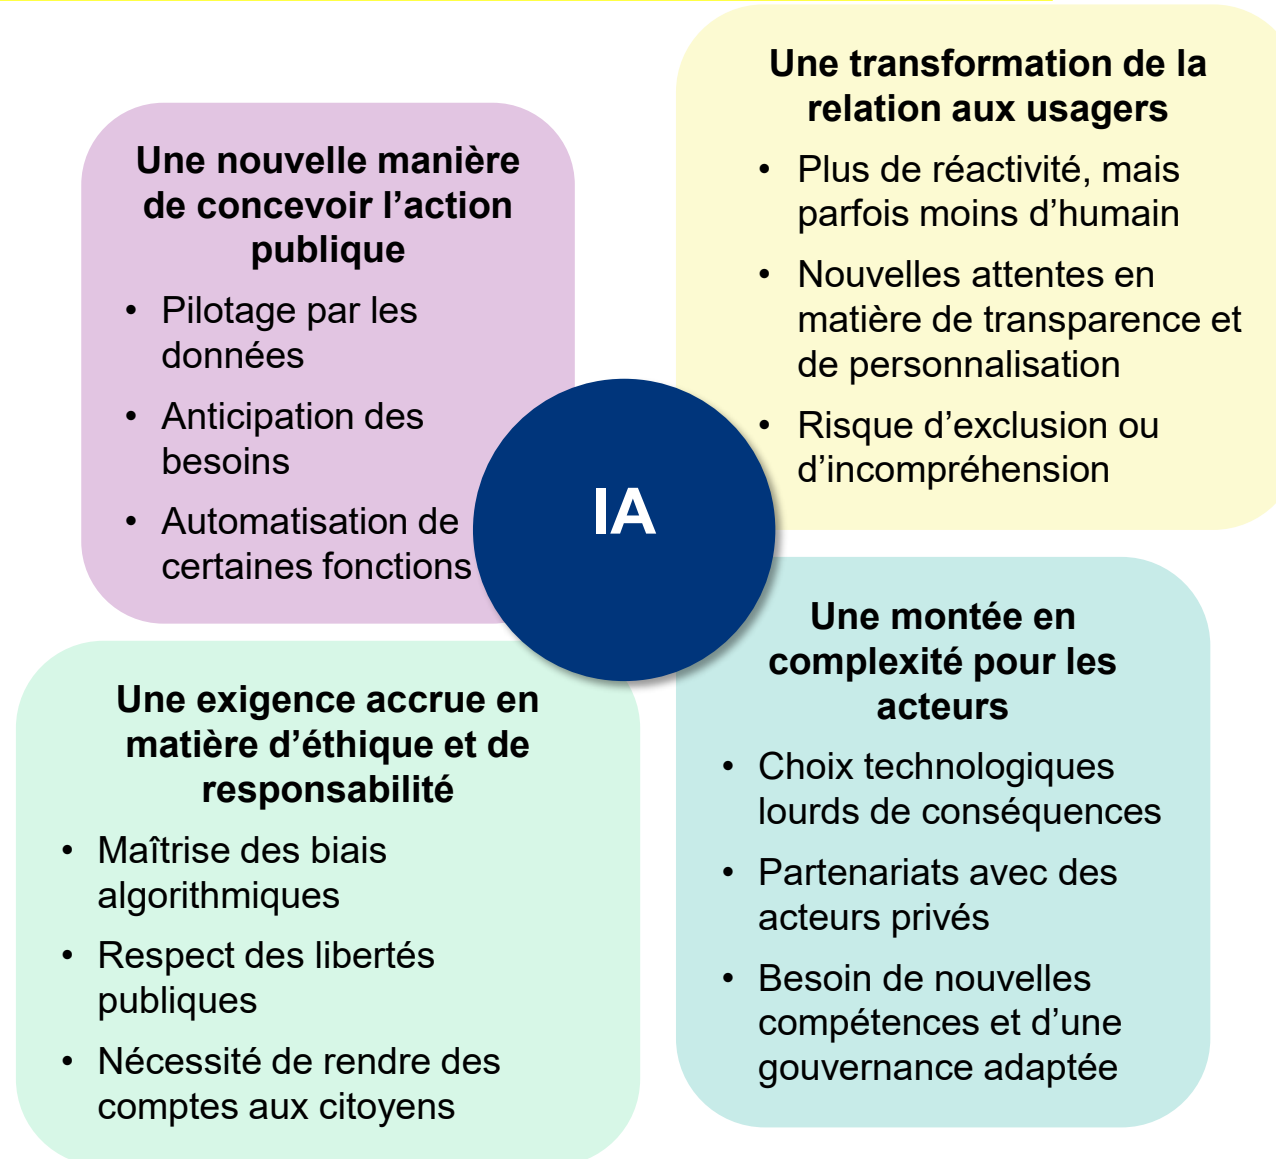 Une nouvelle manière
de concevoir l’action
publique
• Pilotage par les
données
• Anticipation des
besoins
• Automatisation de
certaines fonctions
Une transformation de la
relation aux usagers
• Plus de réactivité, mais
parfois moins d’humain
• Nouvelles attentes en
matière de transparence et
de personnalisation
• Risque d’exclusion ou
d’incompréhension
IA
Une exigence accrue en
matière d’éthique et de
responsabilité
• Maîtrise des biais
algorithmiques
• Respect des libertés
publiques
• Nécessité de rendre des
comptes aux citoyens
Une montée en
complexité pour les
acteurs
• Choix technologiques
lourds de conséquences
• Partenariats avec des
acteurs privés
• Besoin de nouvelles
compétences et d’une
gouvernance adaptée